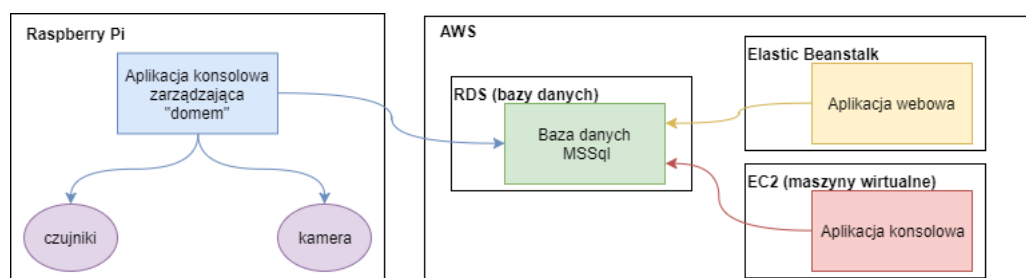 Raspberry Pi
Aplikacja konsolowa
zarządzająca
"domem"
czujniki
kamera
AWS
RDS (bazy danych)
Baza danych
MSSql
Elastic Beanstalk
Aplikacja webowa
EC2 (maszyny wirtualne)
Aplikacja konsolowa